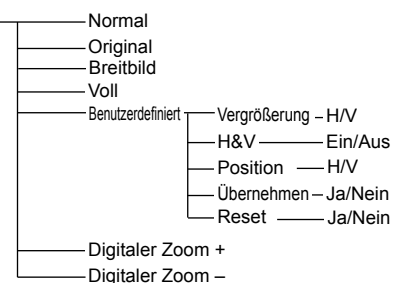 Normal
Original
Breitbild
Voll
Benutzerdefiniert Vergrößerung – H/V
H&V Ein/Aus
Position H/V
Übernehmen Ja/Nein
Reset Ja/Nein
Digitaler Zoom +
Digitaler Zoom –